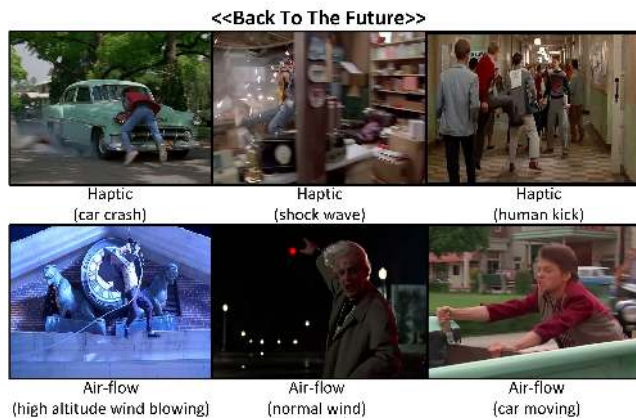 <<Back To The Future>>
Haptic
(car crash)
Haptic
(shock wave)
Haptic
(human kick)
Air-flow
(high altitude wind blowing)
Air-flow
(normal wind)
Air-flow
(car moving)